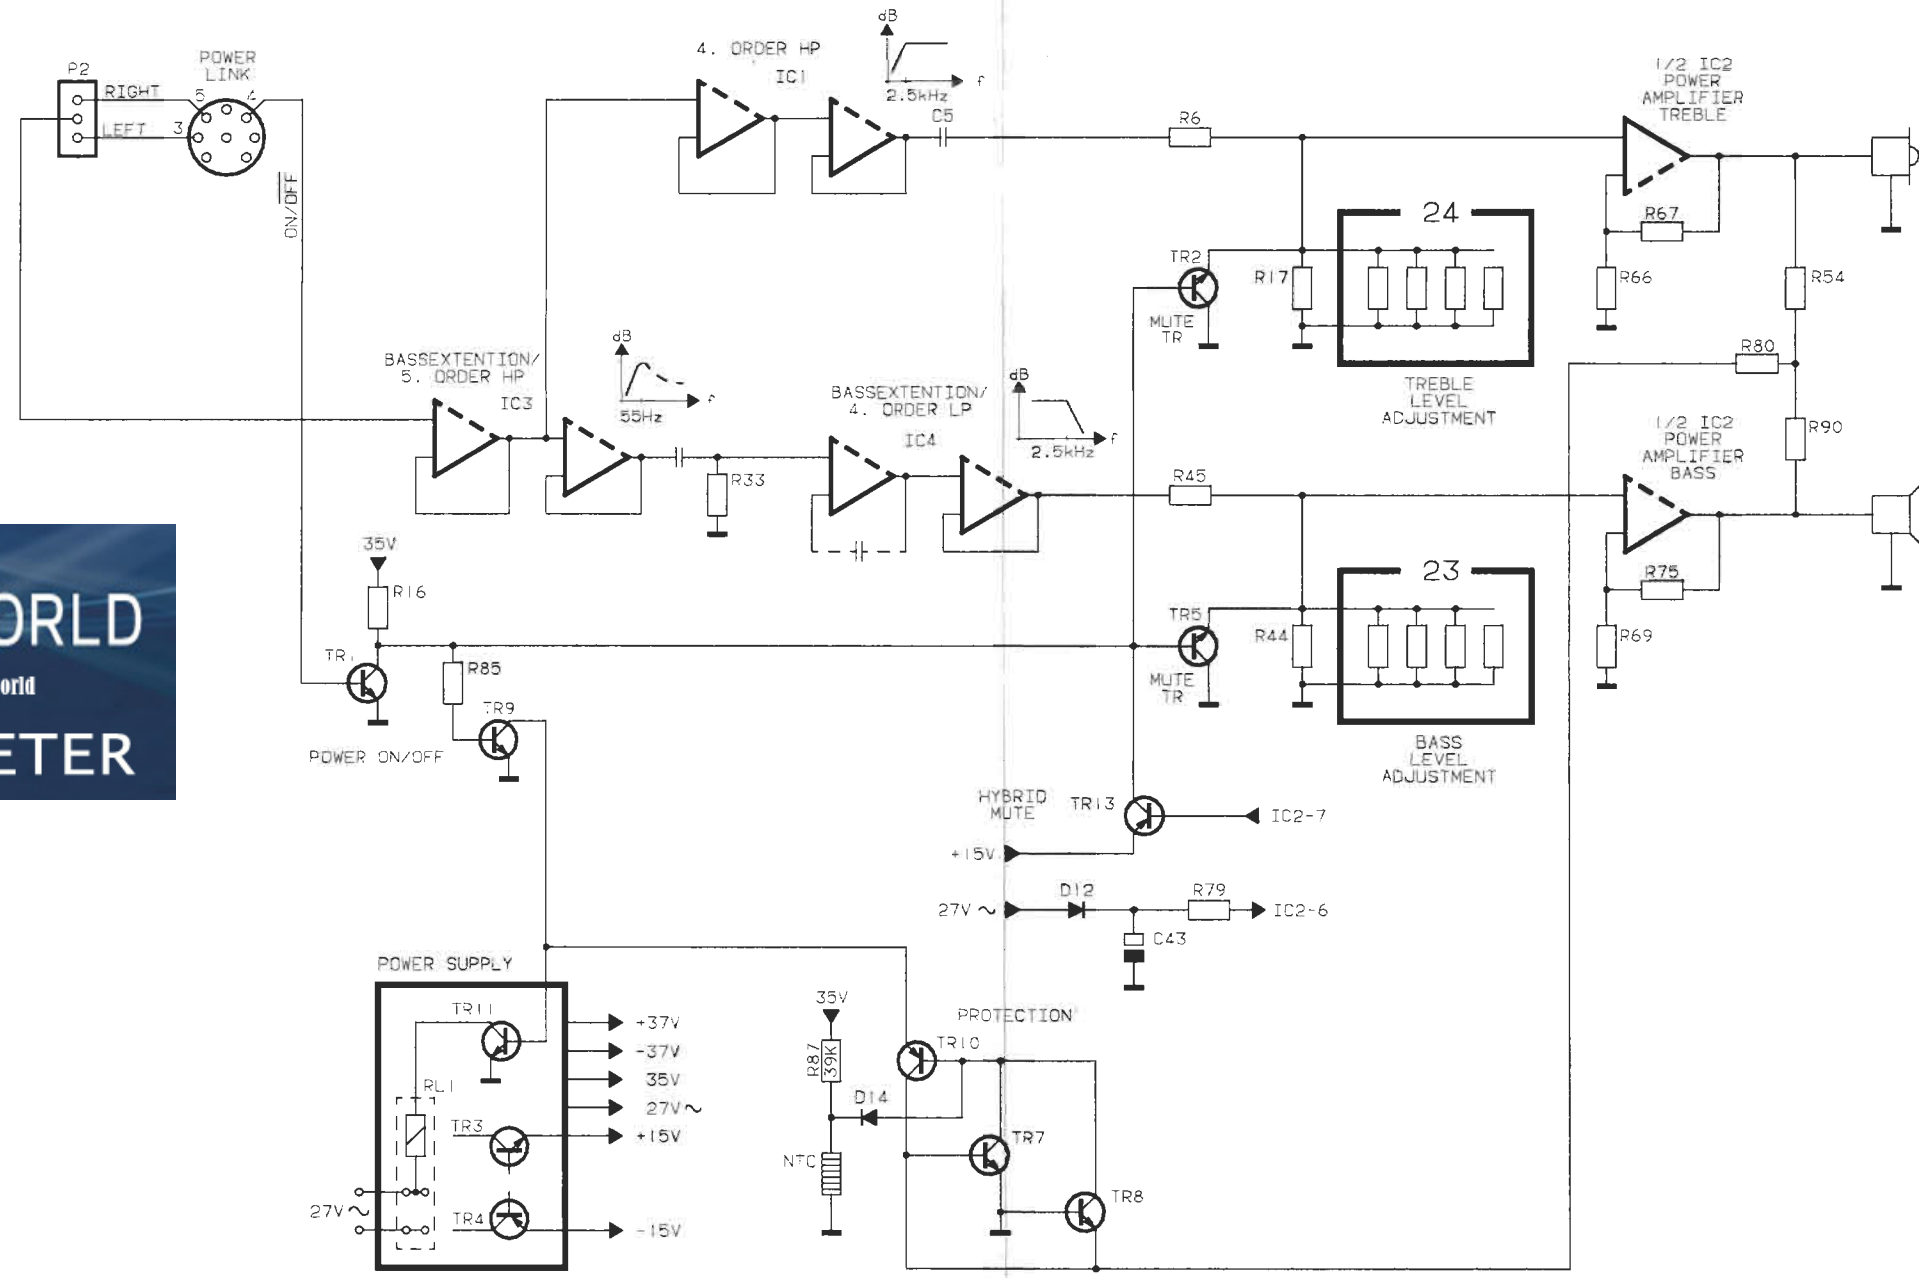 P2
RIGHT
LEFT
POWER
LINK
5
4
3
ON/OFF
4. ORDER HP
IC1
dB
f
2.5kHz
C5
R6
1/2 IC2
POWER
AMPLIFIER
TREBLE
R67
R66
R54
24
TR2
MUTE
TR
R17
TREBLE
LEVEL
ADJUSTMENT
R80
R90
BASSEXTENTION/
5. ORDER HP
IC3
dB
f
55Hz
R33
BASSEXTENTION/
4. ORDER LP
IC4
dB
f
2.5kHz
R45
1/2 IC2
POWER
AMPLIFIER
BASS
R75
R69
23
TR5
MUTE
TR
R44
BASS
LEVEL
ADJUSTMENT
ORLD
orld
ETER
35V
R16
TR1
R85
TR9
POWER ON/OFF
HYBRID
MUTE
TR13
IC2-7
+15V
27V ~
D12
R79
IC2-6
C43
POWER SUPPLY
TR11
RL1
TR3
TR4
27V~
+37V
-37V
35V
27V~
+15V
-15V
35V
R87
39K
D14
NTC
PROTECTION
TR10
TR7
TR8